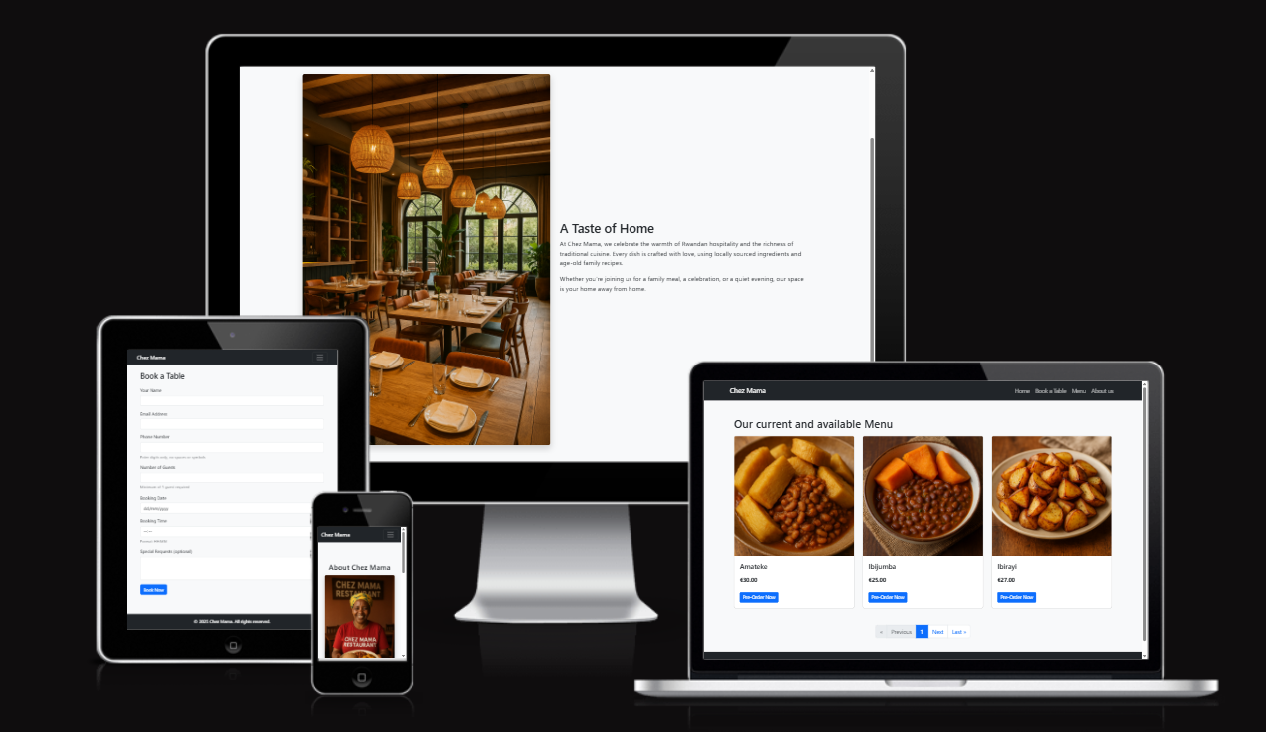 A Taste of Home
At Chez Mama, we celebrate the warmth of Rwandan hospitality and the richness of
traditional cuisine. Every dish is crafted with love, using locally sourced ingredients and
age-old family recipes.
Whether you're joining us for a family meal, a celebration, or a quiet evening, our space
is your home away from home.
Chez Mama
Book a Table
Your Name
Email Address
Phone Number
Number of Guests
Booking Date
dd/mm/yyyy
Booking Time
Special Requests (optional)
Book Now
© 2025 Chez Mama. All rights reserved.
Chez Mama
About Chez Mama
CHEZ MAMA
RESTAURANT
CHEZ MAMA
RESTAURANT
Chez Mama Home Book a Table Menu About us
Our current and available Menu
Amateke
€30.00
Pre-Order Now
Ibijumba
€25.00
Pre-Order Now
Ibirayi
€27.00
Pre-Order Now
« Previous 1 Next Last »